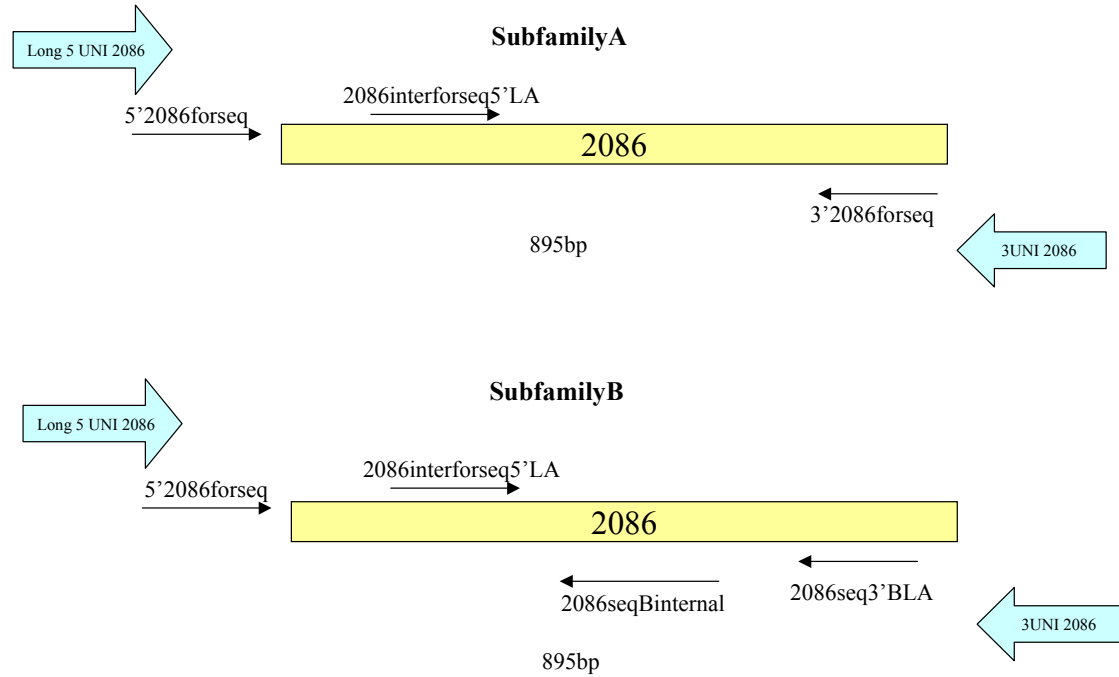 SubfamilyA
Long 5 UNI 2086
2086interforseq5’LA
5’2086forseq
2086
3’2086forseq
895bp
3UNI 2086
SubfamilyB
Long 5 UNI 2086
2086interforseq5’LA
5’2086forseq
2086
2086seqBinternal
2086seq3’BLA
3UNI 2086
895bp